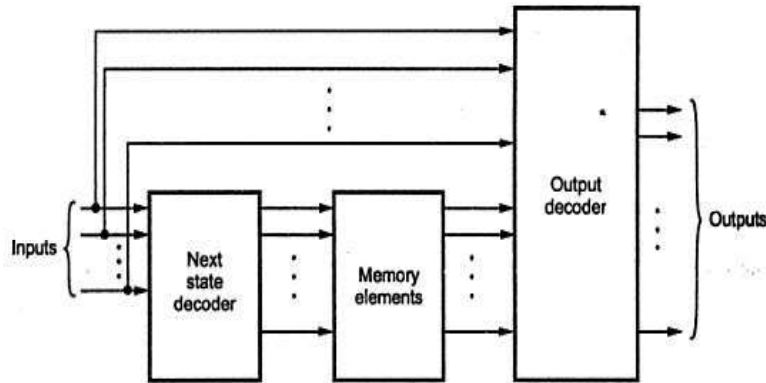 Inputs
Next
state
decoder
Memory
elements
Output
decoder
Outputs